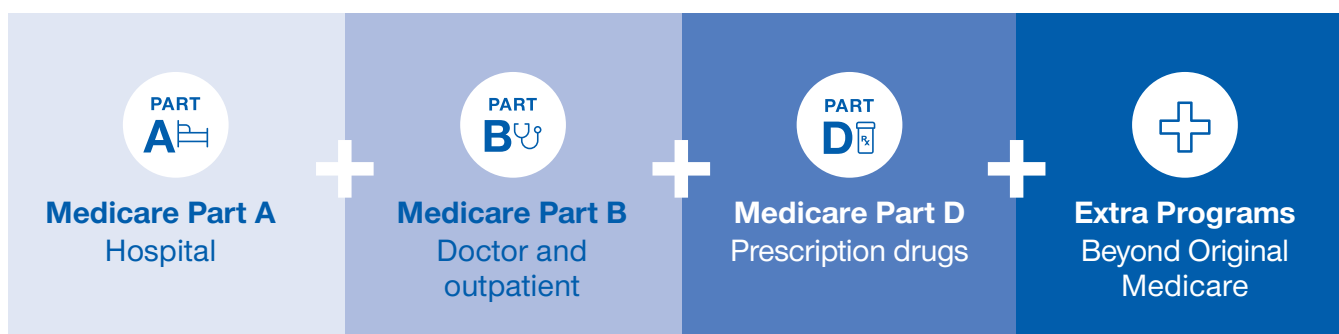 PART
A
Medicare Part A
Hospital
PART
B
Medicare Part B
Doctor and
outpatient
PART
D
Rx
Medicare Part D
Prescription drugs
Extra Programs
Beyond Original
Medicare